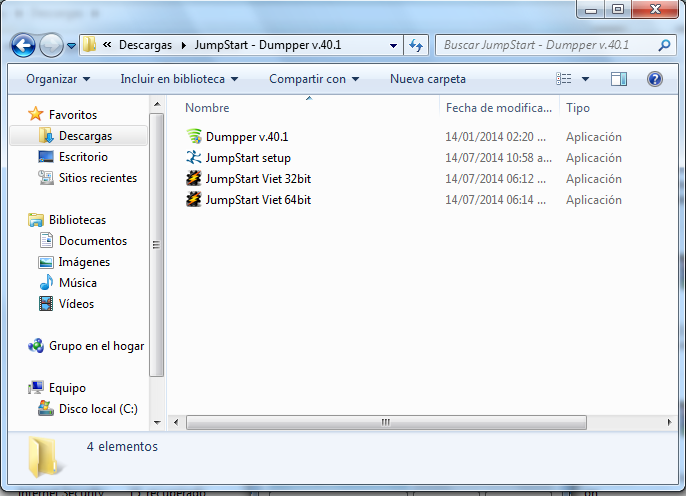 « Descargas ▸ JumpStart - Dumpper v.40.1
Buscar JumpStart - Dumpper v.40.1
Organizar Incluir en biblioteca Compartir con Nueva carpeta
Favoritos
Descargas
Escritorio
Sitios recientes
Bibliotecas
Documentos
Imágenes
Música
Vídeos
Grupo en el hogar
Equipo
Disco local (C:)
Nombre Fecha de modifica... Tipo
Dumpper v.40.1 14/01/2014 02:20 ... Aplicación
JumpStart setup 14/07/2014 10:58 a... Aplicación
JumpStart Viet 32bit 14/07/2014 06:12 ... Aplicación
JumpStart Viet 64bit 14/07/2014 06:14 ... Aplicación
4 elementos